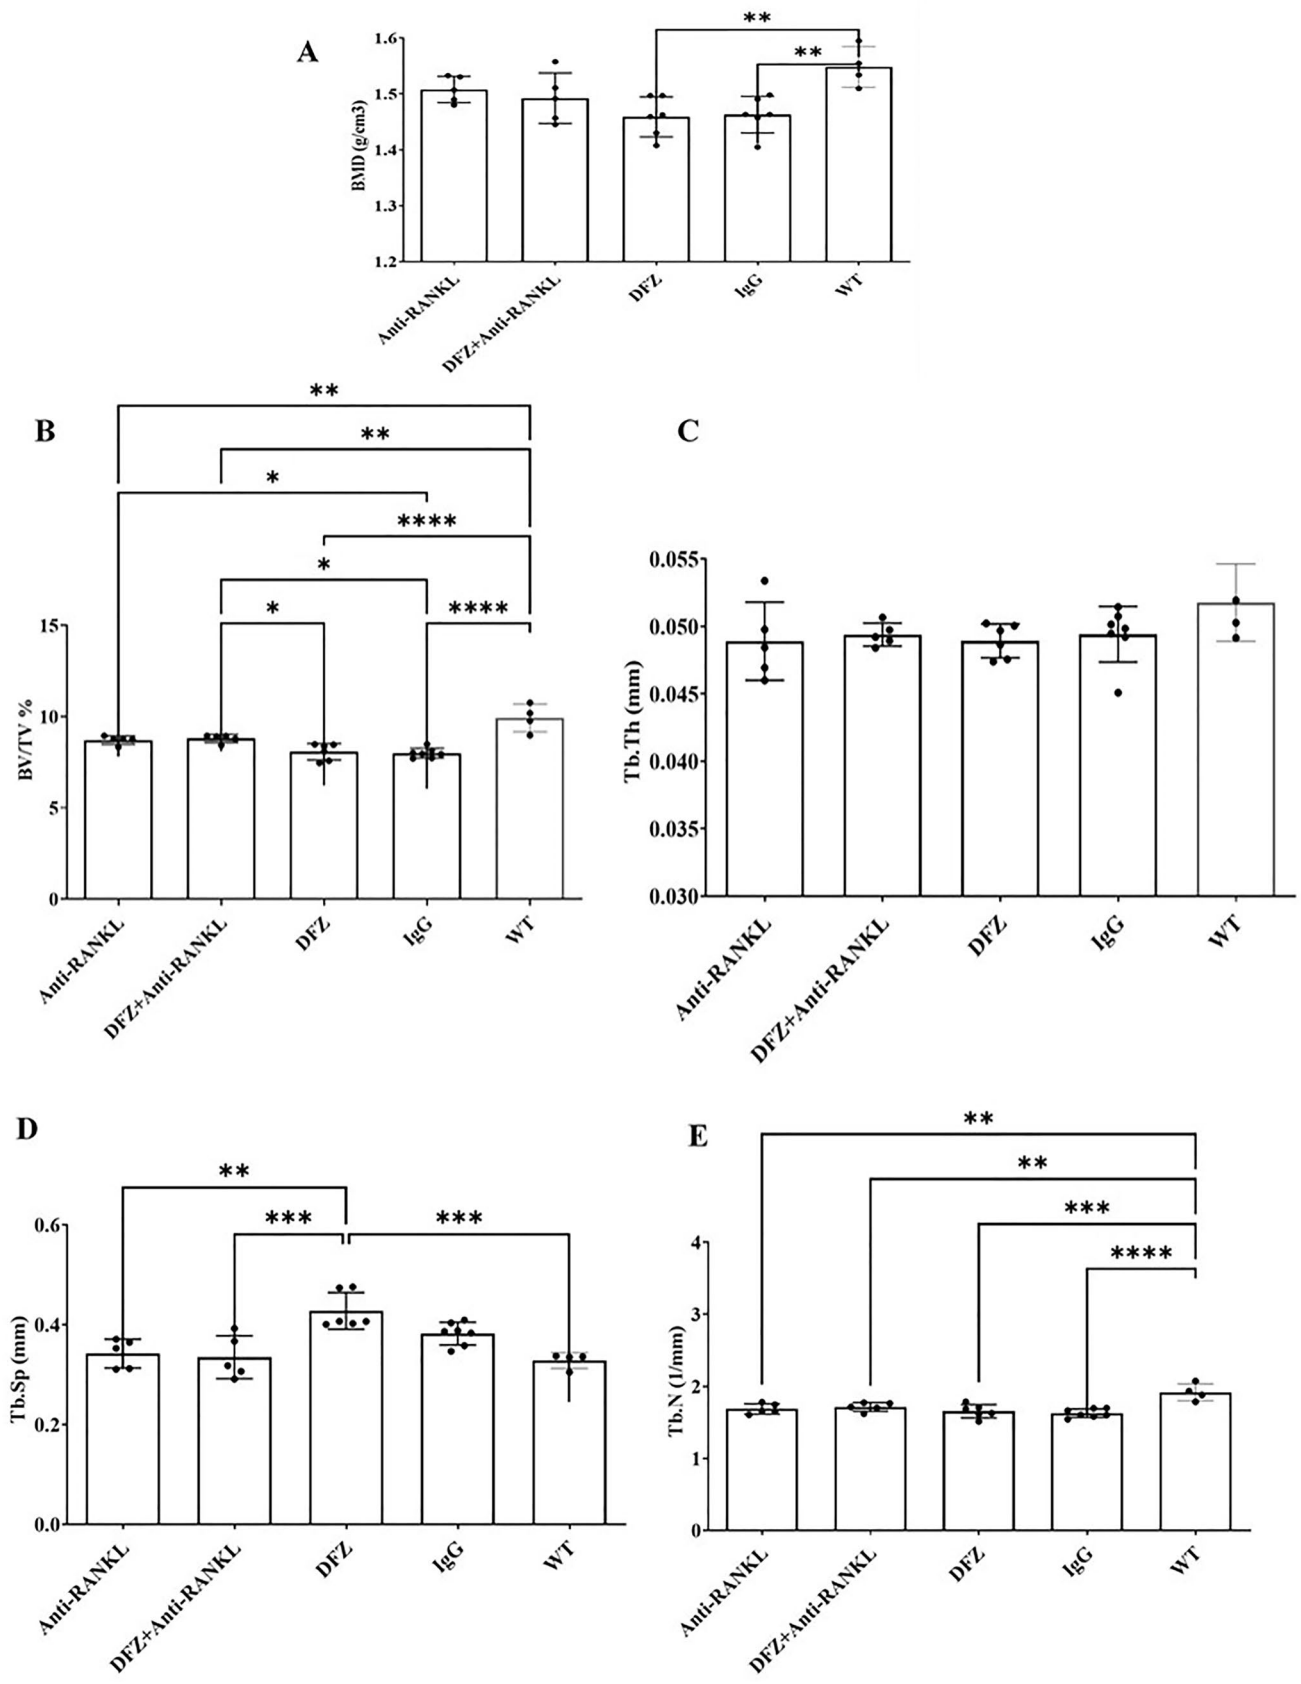 A
**
**
1.6
1.5
1.4
1.3
1.2
BMD (g/cm3)
Anti-RANKL
DFZ+Anti-RANKL
DFZ
IgG
WT
B
**
**
*
****
*
*
****
15
10
5
0
BV/TV %
Anti-RANKL
DFZ+Anti-RANKL
DFZ
IgG
WT
C
0.055
0.050
0.045
0.040
0.035
0.030
Tb.Th (mm)
Anti-RANKL
DFZ+Anti-RANKL
DFZ
IgG
WT
D
**
***
***
0.6
0.4
0.2
0.0
Tb.Sp (mm)
Anti-RANKL
DFZ+Anti-RANKL
DFZ
IgG
WT
E
**
**
***
****
4
3
2
1
0
Tb.N (1/mm)
Anti-RANKL
DFZ+Anti-RANKL
DFZ
IgG
WT